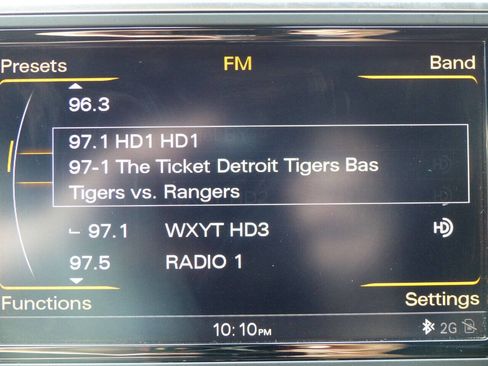 Presets FM Band
96.3
97.1 HD1 HD1
97-1 The Ticket Detroit Tigers Bas
Tigers vs. Rangers
97.1 WXYT HD3 HD
97.5 RADIO 1
Functions Settings
10:10PM 2G